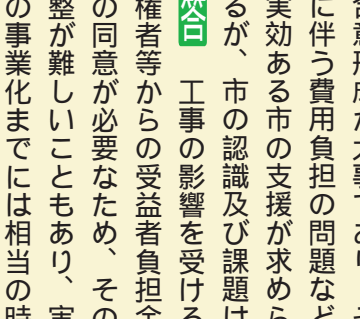 合意形成が大事であり、そ
に伴う費用負担の問題など
実効ある市の支援が求めら
るが、市の認識及び課題は
答 工事の影響を受ける
権者等からの受益者負担金
の同意が必要なため、その
整が難しいこともあり、実
の事業化までには相当の時